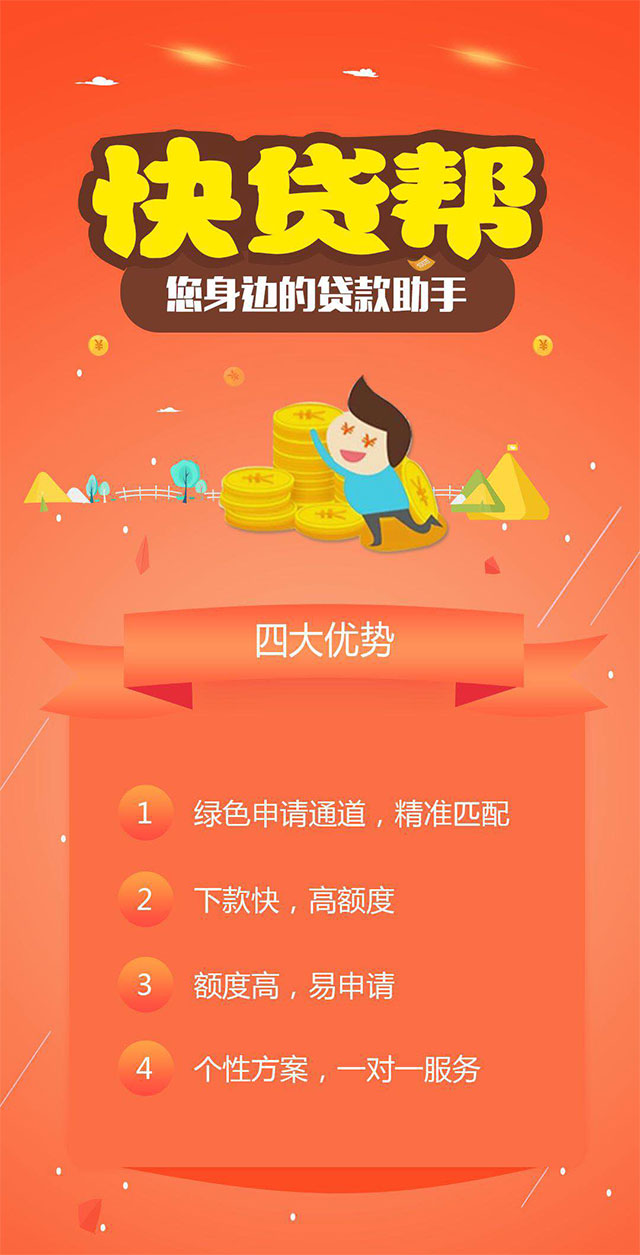 快贷帮
您身边的贷款助手
四大优势
1 绿色申请通道，精准匹配
2 下款快，高额度
3 额度高，易申请
4 个性方案，一对一服务